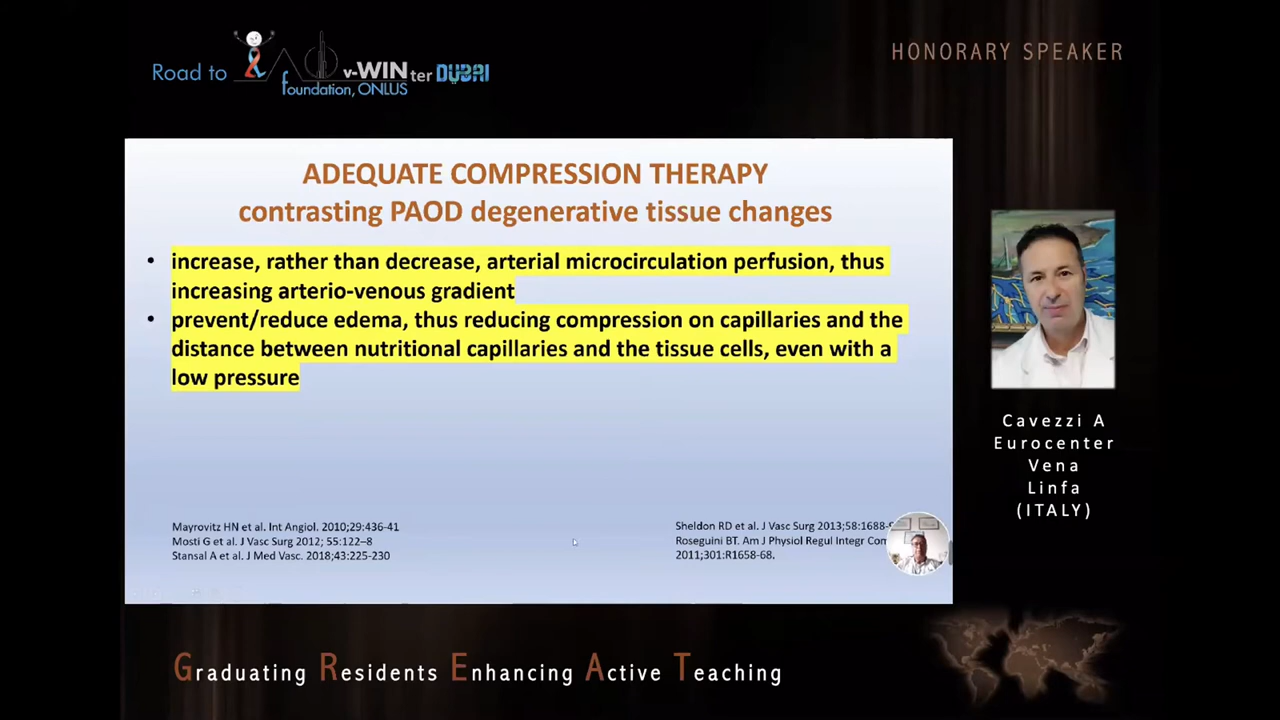 HONORARY SPEAKER
Road to
v-WINter DUBAI
foundation, ONLUS
ADEQUATE COMPRESSION THERAPY
contrasting PAOD degenerative tissue changes
• increase, rather than decrease, arterial microcirculation perfusion, thus
increasing arterio-venous gradient
• prevent/reduce edema, thus reducing compression on capillaries and the
distance between nutritional capillaries and the tissue cells, even with a
low pressure
Mayrovitz HN et al. Int Angiol. 2010;29:436-41
Mosti G et al. J Vasc Surg 2012; 55:122–8
Stansal A et al. J Med Vasc. 2018;43:225-230
Sheldon RD et al. J Vasc Surg 2013;58:1688-
Roseguini BT. Am J Physiol Regul Integr
2011;301:R1658-68.
Cavezzi A
Eurocenter
Vena
Linfa
(ITALY)
Graduating Residents Enhancing Active Teaching